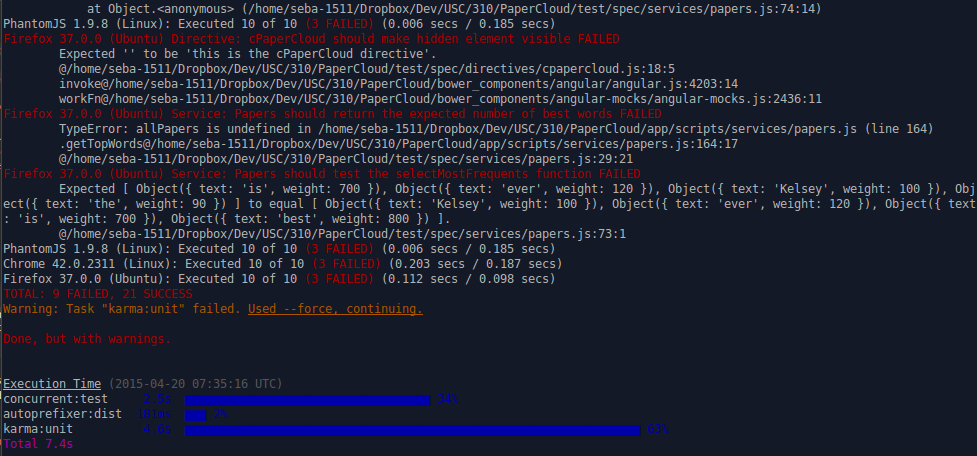 at Object.<anonymous> (/home/seba-1511/Dropbox/Dev/USC/310/PaperCloud/test/spec/services/papers.js:74:14)
PhantomJS 1.9.8 (Linux): Executed 10 of 10 (3 FAILED) (0.006 secs / 0.185 secs)
Firefox 37.0.0 (Ubuntu) Directive: cPaperCloud should make hidden element visible FAILED
Expected '' to be 'this is the cPaperCloud directive'.
@/home/seba-1511/Dropbox/Dev/USC/310/PaperCloud/test/spec/directives/cpapercloud.js:18:5
invoke@/home/seba-1511/Dropbox/Dev/USC/310/PaperCloud/bower_components/angular/angular.js:4203:14
workFn@/home/seba-1511/Dropbox/Dev/USC/310/PaperCloud/bower_components/angular-mocks/angular-mocks.js:2436:11
Firefox 37.0.0 (Ubuntu) Service: Papers should return the expected number of best words FAILED
TypeError: allPapers is undefined in /home/seba-1511/Dropbox/Dev/USC/310/PaperCloud/app/scripts/services/papers.js (line 164)
.getTopWords@/home/seba-1511/Dropbox/Dev/USC/310/PaperCloud/app/scripts/services/papers.js:164:17
@/home/seba-1511/Dropbox/Dev/USC/310/PaperCloud/test/spec/services/papers.js:29:21
Firefox 37.0.0 (Ubuntu) Service: Papers should test the selectMostFrequents function FAILED
Expected [ Object({ text: 'is', weight: 700 }), Object({ text: 'ever', weight: 120 }), Object({ text: 'Kelsey', weight: 100 }), Obj
ect({ text: 'the', weight: 90 }) ] to equal [ Object({ text: 'Kelsey', weight: 100 }), Object({ text: 'ever', weight: 120 }), Object({ text
: 'is', weight: 700 }), Object({ text: 'best', weight: 800 }) ].
@/home/seba-1511/Dropbox/Dev/USC/310/PaperCloud/test/spec/services/papers.js:73:1
PhantomJS 1.9.8 (Linux): Executed 10 of 10 (3 FAILED) (0.006 secs / 0.185 secs)
Chrome 42.0.2311 (Linux): Executed 10 of 10 (3 FAILED) (0.203 secs / 0.187 secs)
Firefox 37.0.0 (Ubuntu): Executed 10 of 10 (3 FAILED) (0.112 secs / 0.098 secs)
TOTAL: 9 FAILED, 21 SUCCESS
Warning: Task "karma:unit" failed. Used --force, continuing.
Done, but with warnings.
Execution Time (2015-04-20 07:35:16 UTC)
concurrent:test 2.5s 34%
autoprefixer:dist 181ms 2%
karma:unit 4.6s 63%
Total 7.4s